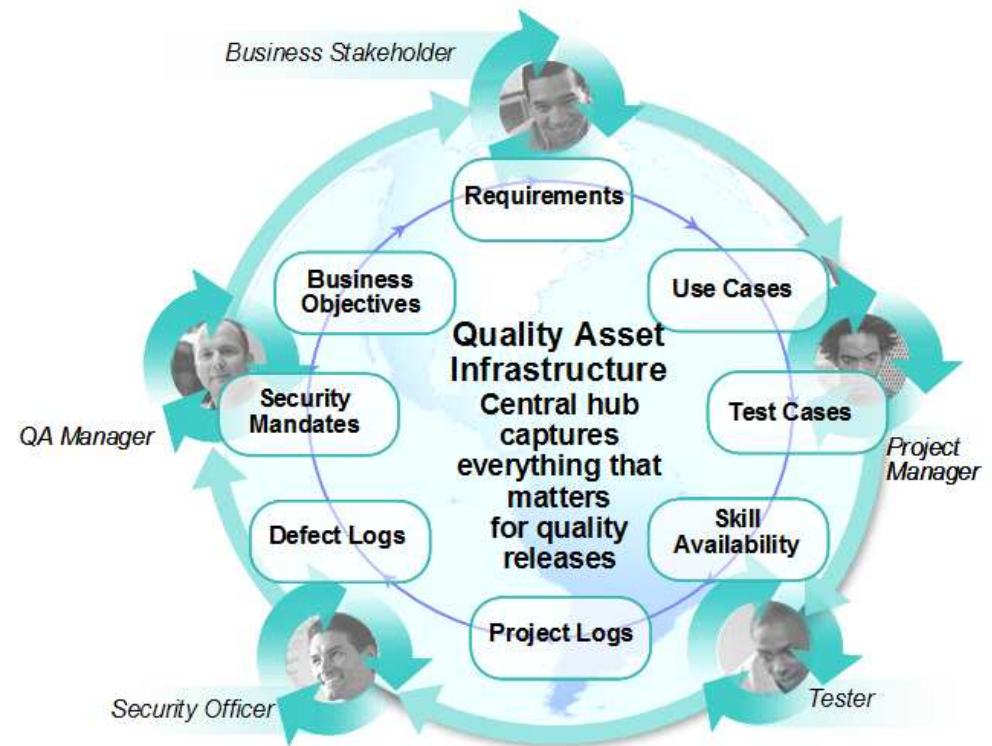 Business Stakeholder
Requirements
Business
Objectives
Use Cases
Quality Asset
Infrastructure
Central hub
captures
everything that
matters
for quality
releases
Security
Mandates
Test Cases
QA Manager
Project
Manager
Defect Logs
Skill
Availability
Project Logs
Security Officer
Tester